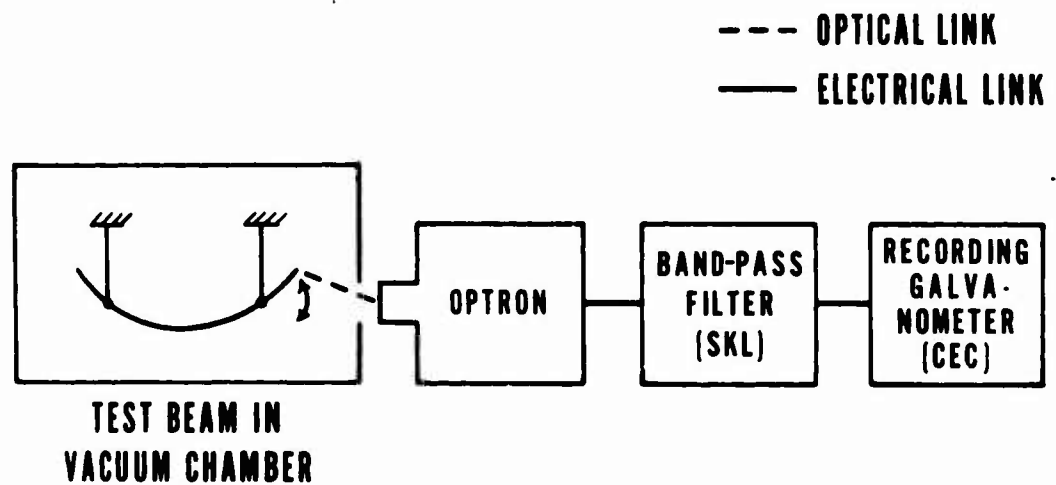 OPTICAL LINK
ELECTRICAL LINK
OPTRON
BAND-PASS
FILTER
(SKL)
RECORDING
GALVA-
NOMETER
(CEC)
TEST BEAM IN
VACUUM CHAMBER